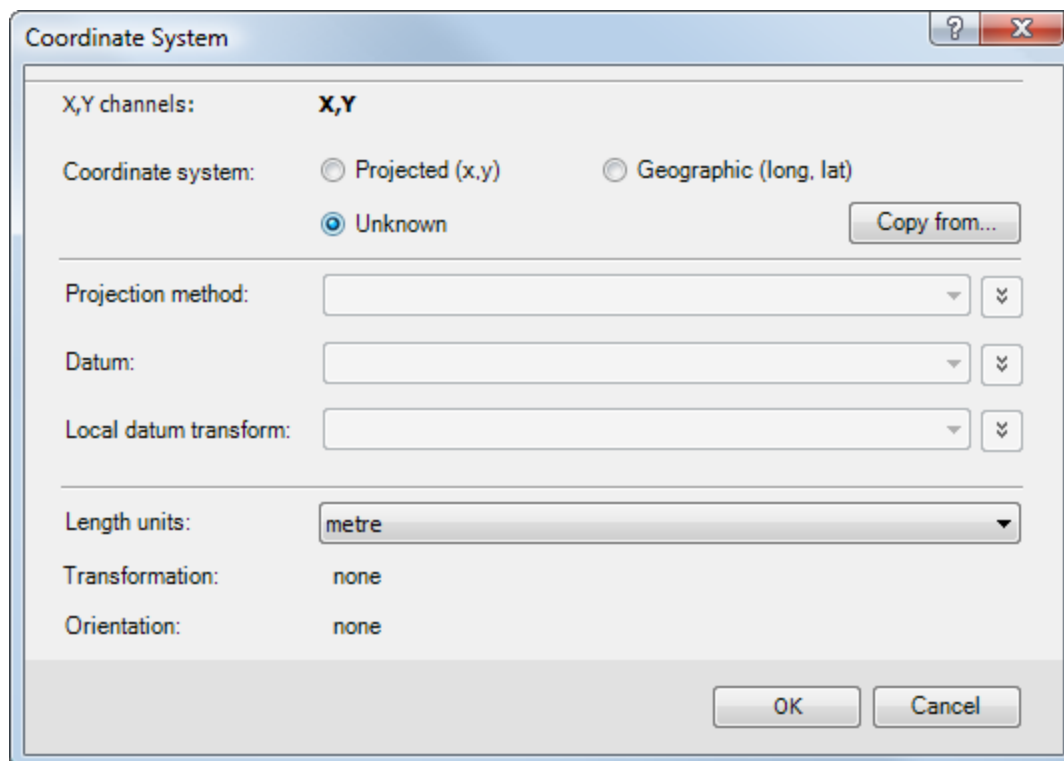 Coordinate System
X,Y channels: X,Y
Coordinate system: Projected (x,y) Geographic (long, lat)
Unknown Copy from...
Projection method:
Datum:
Local datum transform:
Length units: metre
Transformation: none
Orientation: none
OK Cancel